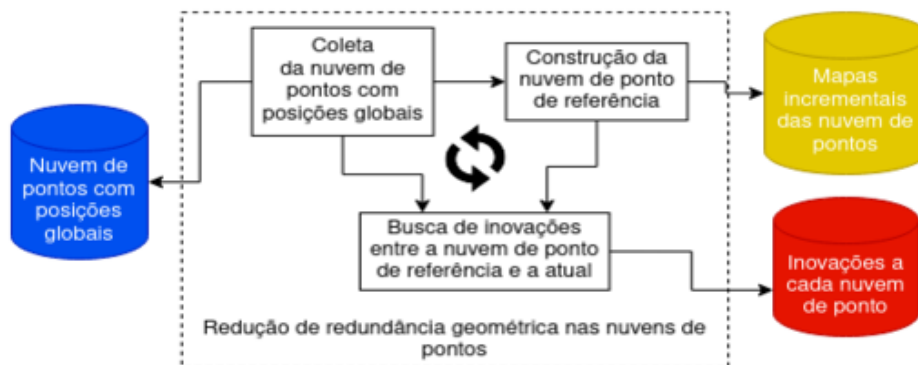 Coleta
da nuvem de
pontos com
posições globais
Construção da
nuvem de ponto
de referência
Mapas
incrementais
das nuvem de
pontos
Nuvem de
pontos com
posições
globais
Busca de inovações
entre a nuvem de ponto
de referência e a atual
Inovações a
cada nuvem
de ponto
Redução de redundância geométrica nas nuvens de
pontos